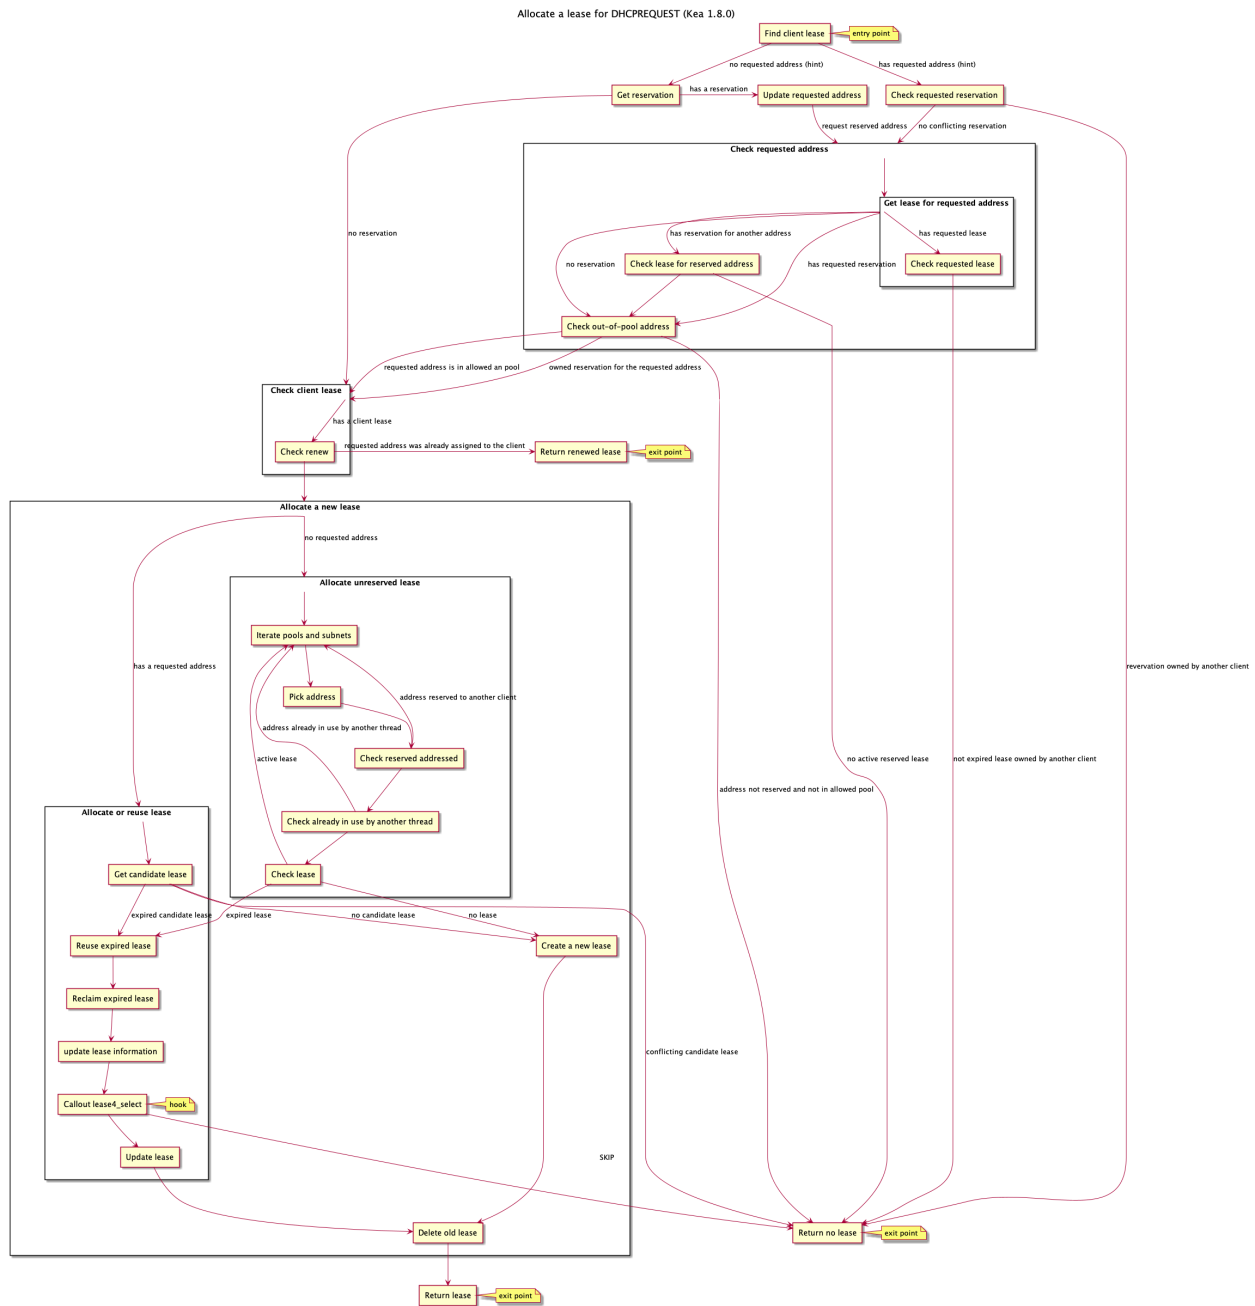 Allocate a lease for DHCPREQUEST (Kea 1.8.0)
Find client lease
entry point
no requested address (hint)
has requested address (hint)
Get reservation
has a reservation
Update requested address
Check requested reservation
request reserved address
no conflicting reservation
Check requested address
Get lease for requested address
no reservation
has reservation for another address
has requested lease
no reservation
Check lease for reserved address
has requested reservation
Check requested lease
Check out-of-pool address
requested address is in allowed an pool
owned reservation for the requested address
Check client lease
has a client lease
Check renew
requested address was already assigned to the client
Return renewed lease
exit point
Allocate a new lease
no requested address
Allocate unreserved lease
Iterate pools and subnets
has a requested address
revervation owned by another client
Pick address
address reserved to another client
address already in use by another thread
active lease
Check reserved addressed
no active reserved lease
not expired lease owned by another client
address not reserved and not in allowed pool
Allocate or reuse lease
Check already in use by another thread
Get candidate lease
Check lease
expired candidate lease
expired lease
no candidate lease
no lease
Reuse expired lease
Create a new lease
Reclaim expired lease
update lease information
conflicting candidate lease
Callout lease4_select
hook
Update lease
SKIP
Delete old lease
Return no lease
exit point
Return lease
exit point